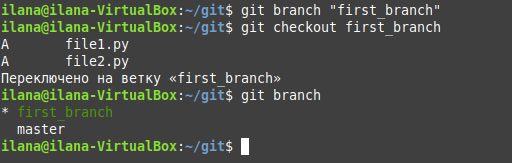 ilana@ilana-VirtualBox:~/git$ git branch "first_branch"
ilana@ilana-VirtualBox:~/git$ git checkout first_branch
A       file1.py
A       file2.py
Переключено на ветку «first_branch»
ilana@ilana-VirtualBox:~/git$ git branch
* first_branch
  master
ilana@ilana-VirtualBox:~/git$